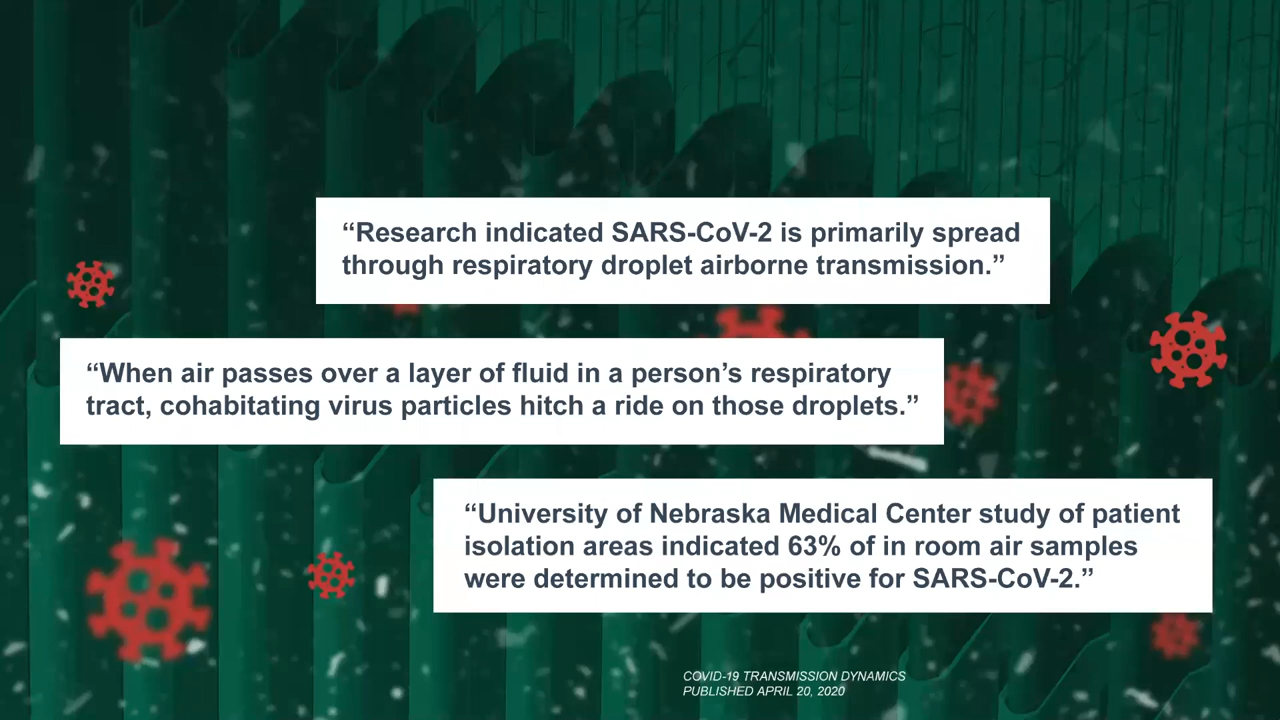 “Research indicated SARS-CoV-2 is primarily spread
through respiratory droplet airborne transmission.”
“When air passes over a layer of fluid in a person’s respiratory
tract, cohabitating virus particles hitch a ride on those droplets.”
“University of Nebraska Medical Center study of patient
isolation areas indicated 63% of in room air samples
were determined to be positive for SARS-CoV-2.”
COVID-19 TRANSMISSION DYNAMICS
PUBLISHED APRIL 20, 2020